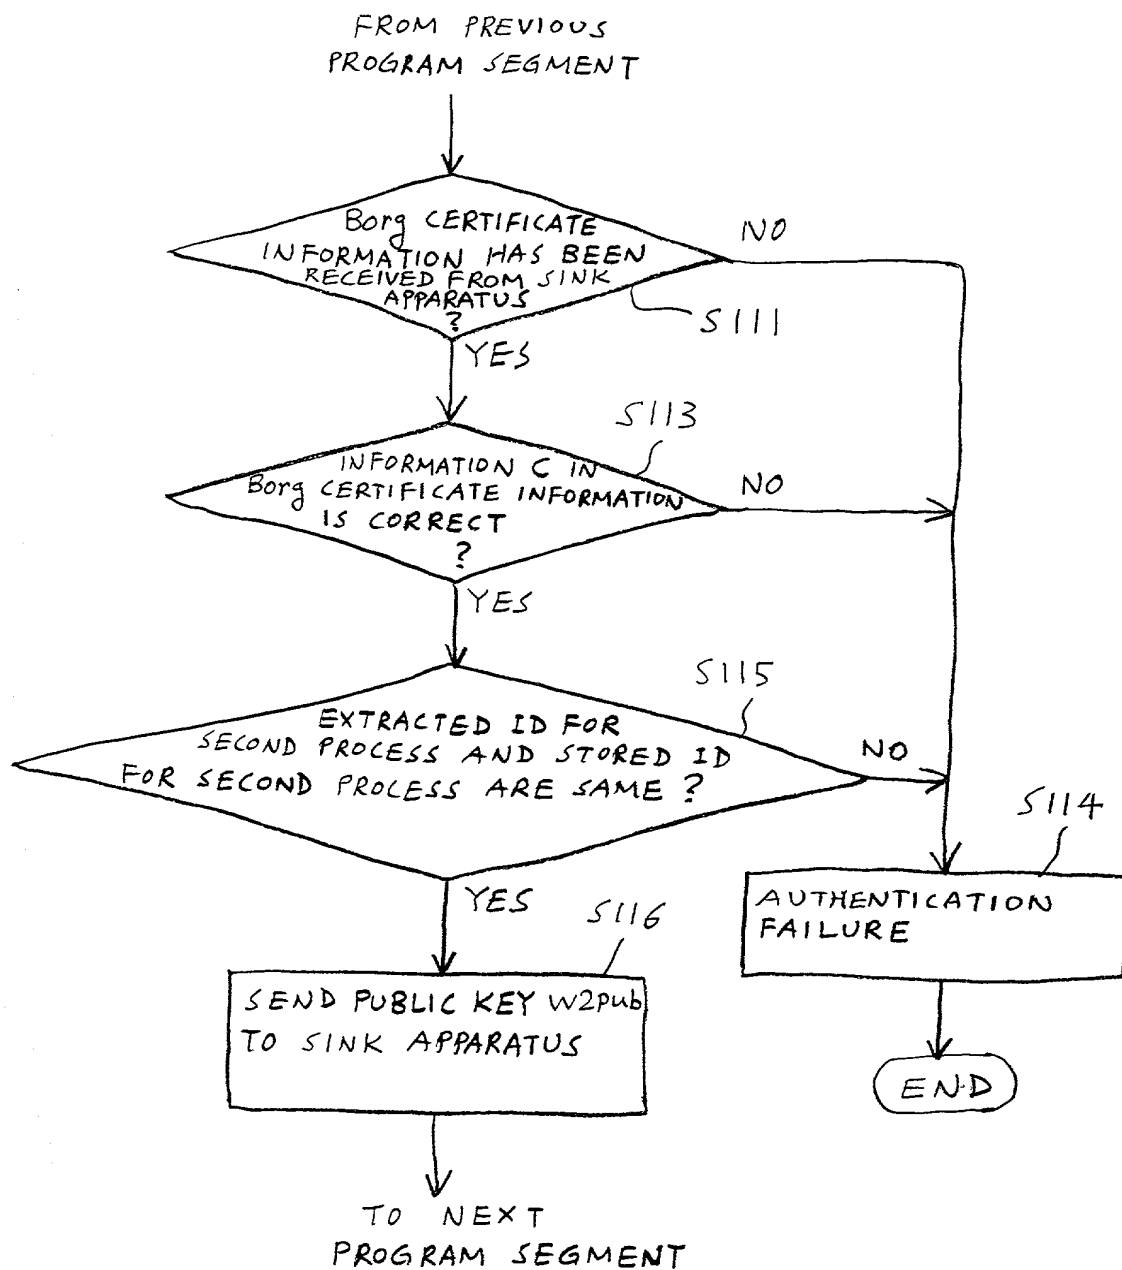 FROM PREVIOUS
PROGRAM SEGMENT
Borg CERTIFICATE
INFORMATION HAS BEEN
RECEIVED FROM SINK
APPARATUS
?
NO
S111
YES
S113
INFORMATION C IN
Borg CERTIFICATE INFORMATION
IS CORRECT
?
NO
YES
S115
EXTRACTED ID FOR
SECOND PROCESS AND STORED ID
FOR SECOND PROCESS ARE SAME ?
NO
S114
YES
AUTHENTICATION
FAILURE
S116
SEND PUBLIC KEY w2pub
TO SINK APPARATUS
END
TO NEXT
PROGRAM SEGMENT